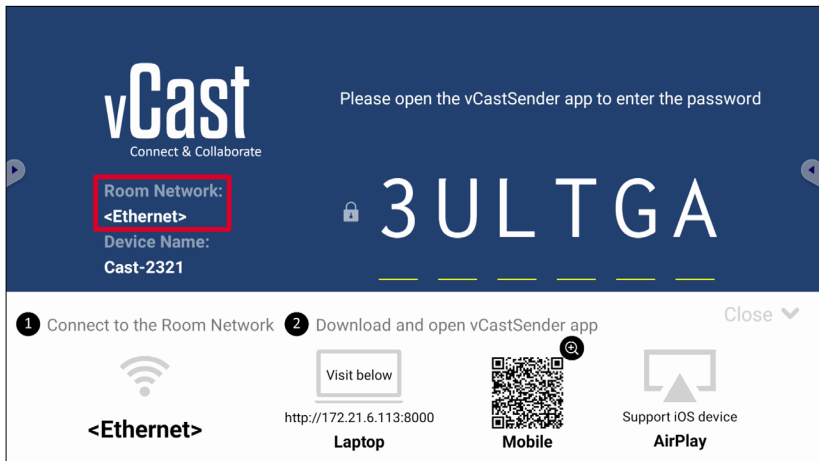 vCast
Connect & Collaborate
Please open the vCastSender app to enter the password
Room Network:
<Ethernet>
Device Name:
Cast-2321
3ULTGA
Close
1 Connect to the Room Network
2 Download and open vCastSender app
<Ethernet>
Visit below
http://172.21.6.113:8000
Laptop
Mobile
Support iOS device
AirPlay